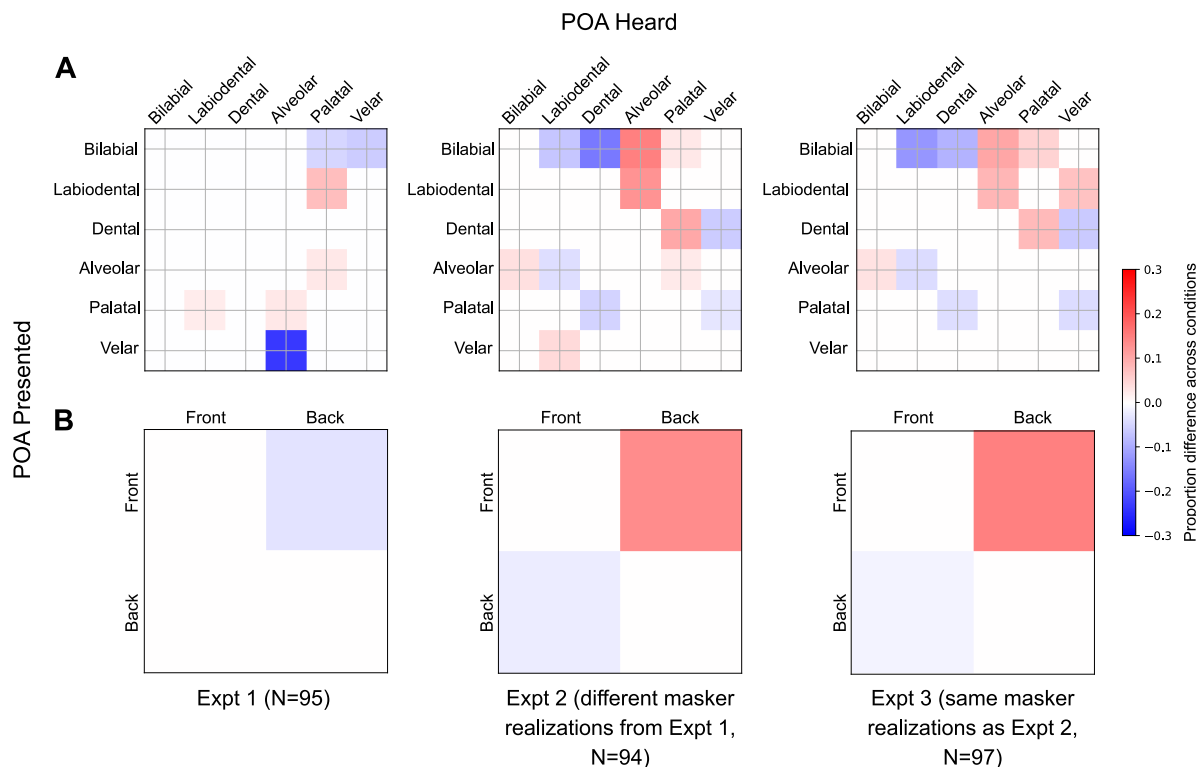 POA Heard
A
Bilabial
Labiodental
Dental
Alveolar
Palatal
Velar
Bilabial
Labiodental
Dental
Alveolar
Palatal
Velar
Bilabial
Labiodental
Dental
Alveolar
Palatal
Velar
Bilabial
Labiodental
Dental
Alveolar
Palatal
Velar
Bilabial
Labiodental
Dental
Alveolar
Palatal
Velar
Bilabial
Labiodental
Dental
Alveolar
Palatal
Velar
POA Presented
0.3
0.2
0.1
0.0
−0.1
−0.2
−0.3
Proportion difference across conditions
B
Front Back
Front
Back
Front Back
Front
Back
Front Back
Front
Back
Expt 1 (N=95)
Expt 2 (different masker
realizations from Expt 1,
N=94)
Expt 3 (same masker
realizations as Expt 2,
N=97)